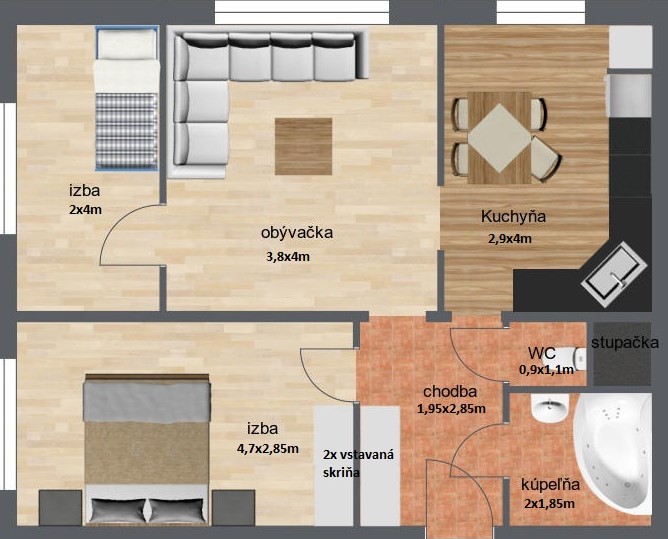 izba
2x4m
obývačka
3,8x4m
Kuchyňa
2,9x4m
izba
4,7x2,85m
2x vstavaná
skriňa
chodba
1,95x2,85m
WC
0,9x1,1m
stupačka
kúpeľňa
2x1,85m